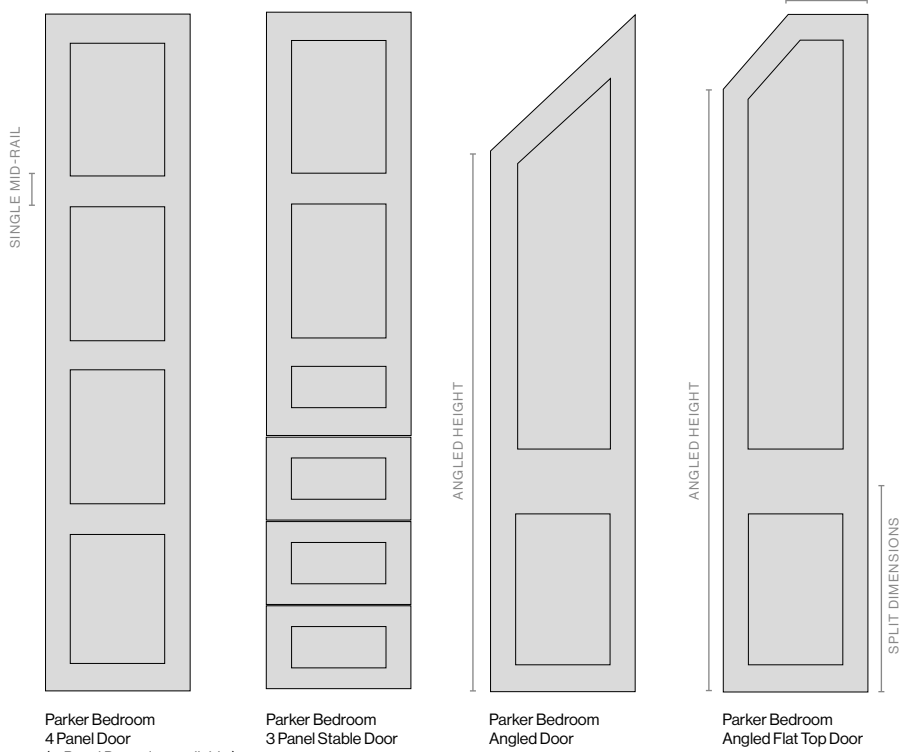 SINGLE MID-RAIL
ANGLED HEIGHT
ANGLED HEIGHT
SPLIT DIMENSIONS
Parker Bedroom
4 Panel Door
Parker Bedroom
3 Panel Stable Door
Parker Bedroom
Angled Door
Parker Bedroom
Angled Flat Top Door